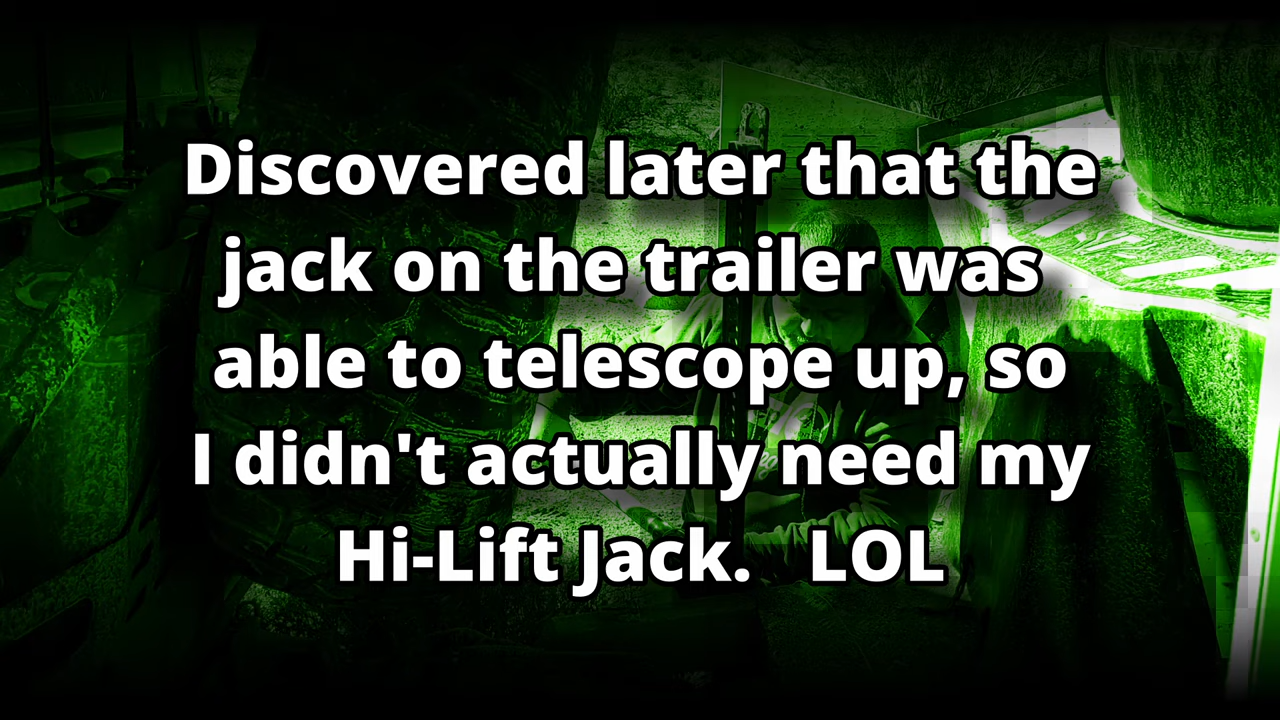 Discovered later that the
jack on the trailer was
able to telescope up, so
I didn't actually need my
Hi-Lift Jack. LOL